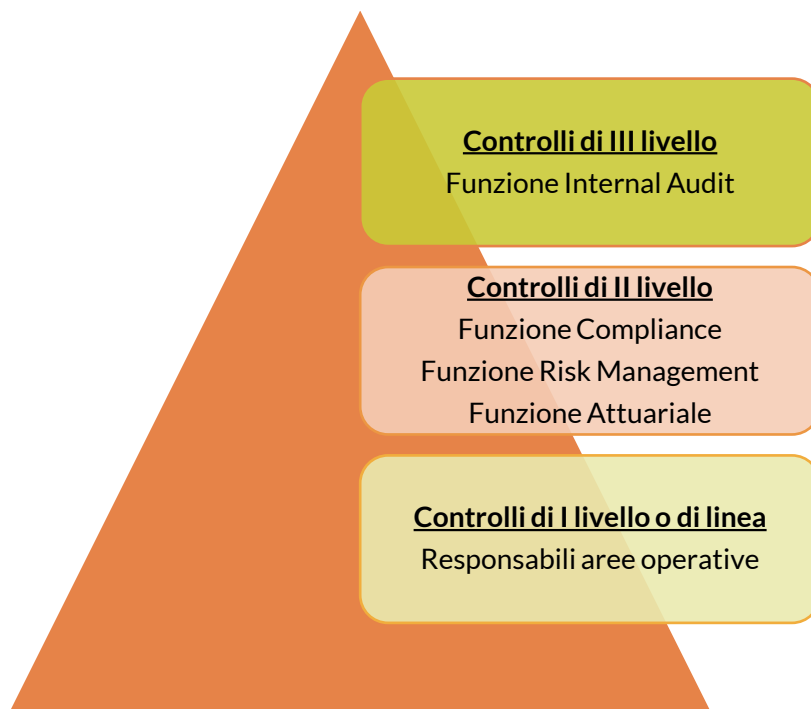 Controlli di III livello
Funzione Internal Audit
Controlli di II livello
Funzione Compliance
Funzione Risk Management
Funzione Attuariale
Controlli di I livello o di linea
Responsabili aree operative